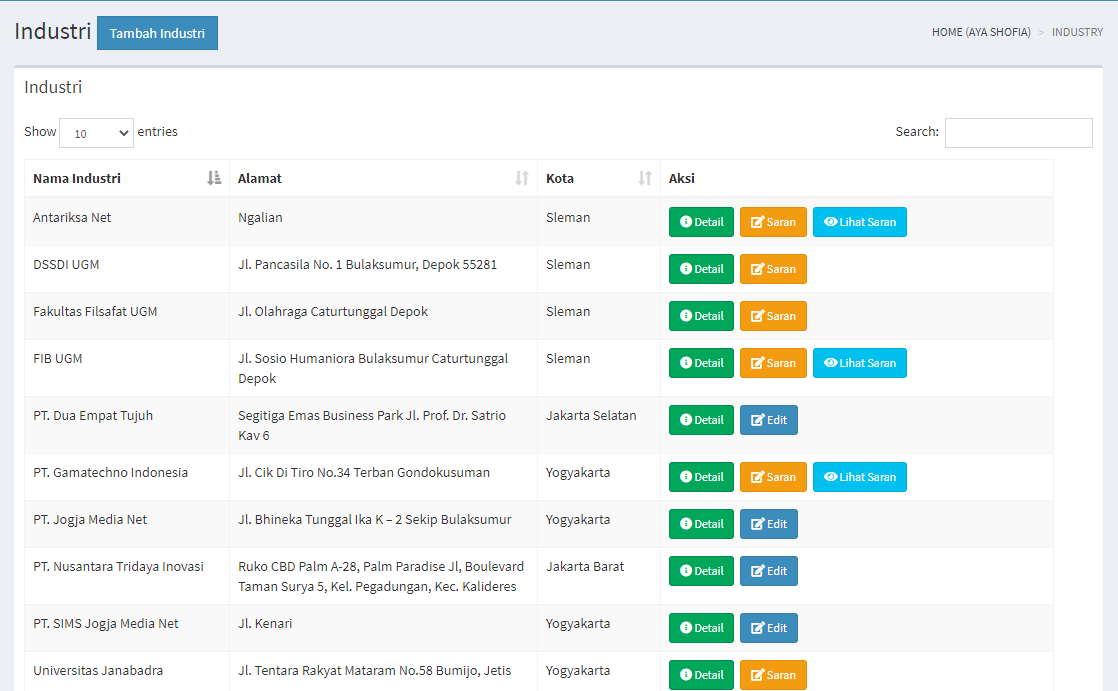 Industri Tambah Industri HOME (AYA SHOFIA) > INDUSTRY
Industri
Show 10 entries Search:
Nama Industri Alamat Kota Aksi
Antariksa Net Ngalian Sleman Detail Saran Lihat Saran
DSSDI UGM Jl. Pancasila No. 1 Bulaksumur, Depok 55281 Sleman Detail Saran
Fakultas Filsafat UGM Jl. Olahraga Caturtunggal Depok Sleman Detail Saran
FIB UGM Jl. Sosio Humaniora Bulaksumur Caturtunggal Sleman Detail Saran Lihat Saran
Depok
PT. Dua Empat Tujuh Segitiga Emas Business Park Jl. Prof. Dr. Satrio Jakarta Selatan Detail Edit
Kav 6
PT. Gamatechno Indonesia Jl. Cik Di Tiro No.34 Terban Gondokusuman Yogyakarta Detail Saran Lihat Saran
PT. Jogja Media Net Jl. Bhineka Tunggal Ika K – 2 Sekip Bulaksumur Yogyakarta Detail Edit
PT. Nusantara Tridaya Inovasi Ruko CBD Palm A-28, Palm Paradise Jl, Boulevard Jakarta Barat Detail Edit
Taman Surya 5, Kel. Pegadungan, Kec. Kalideres
PT. SIMS Jogja Media Net Jl. Kenari Yogyakarta Detail Edit
Universitas Janabadra Jl. Tentara Rakyat Mataram No.58 Bumijo, Jetis Yogyakarta Detail Saran